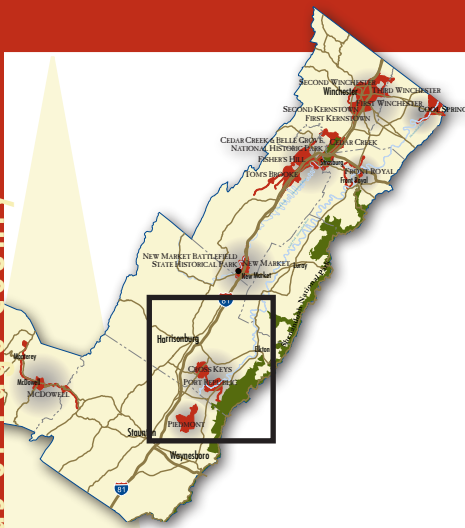 SECOND WINCHESTER
Winchester
THIRD WINCHESTER
FIRST WINCHESTER
COOL SPRING
SECOND KERNSTOWN
FIRST KERNSTOWN
CEDAR CREEK & BELLE GROVE
NATIONAL HISTORIC PARK
CEDAR CREEK
FISHER'S HILL
Strasburg
FRONT ROYAL
Front Royal
TOM'S BROOK
NEW MARKET BATTLEFIELD
STATE HISTORICAL PARK
NEW MARKET
New Market
Luray
81
Harrisonburg
Elkton
CROSS KEYS
PORT REPUBLIC
PIEDMONT
Monterey
McDowell
MCDOWELL
Staunton
Waynesboro
81